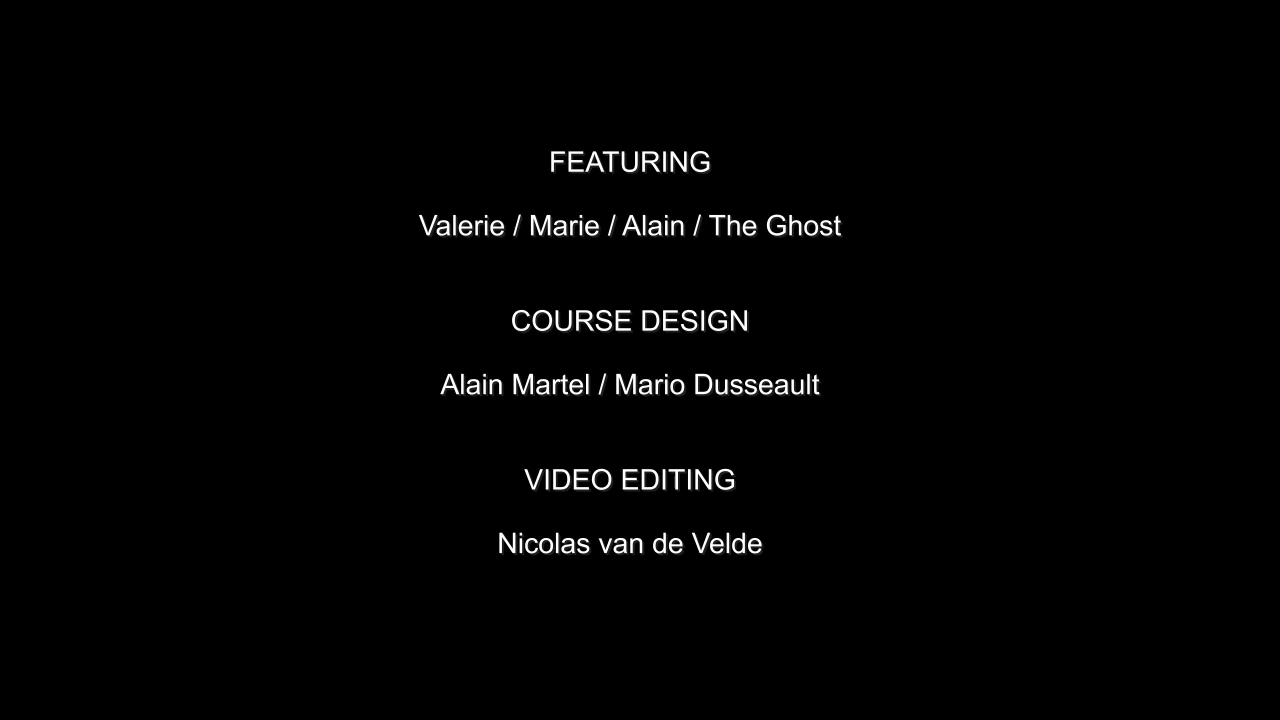 FEATURING
Valerie / Marie / Alain / The Ghost
COURSE DESIGN
Alain Martel / Mario Dusseault
VIDEO EDITING
Nicolas van de Velde